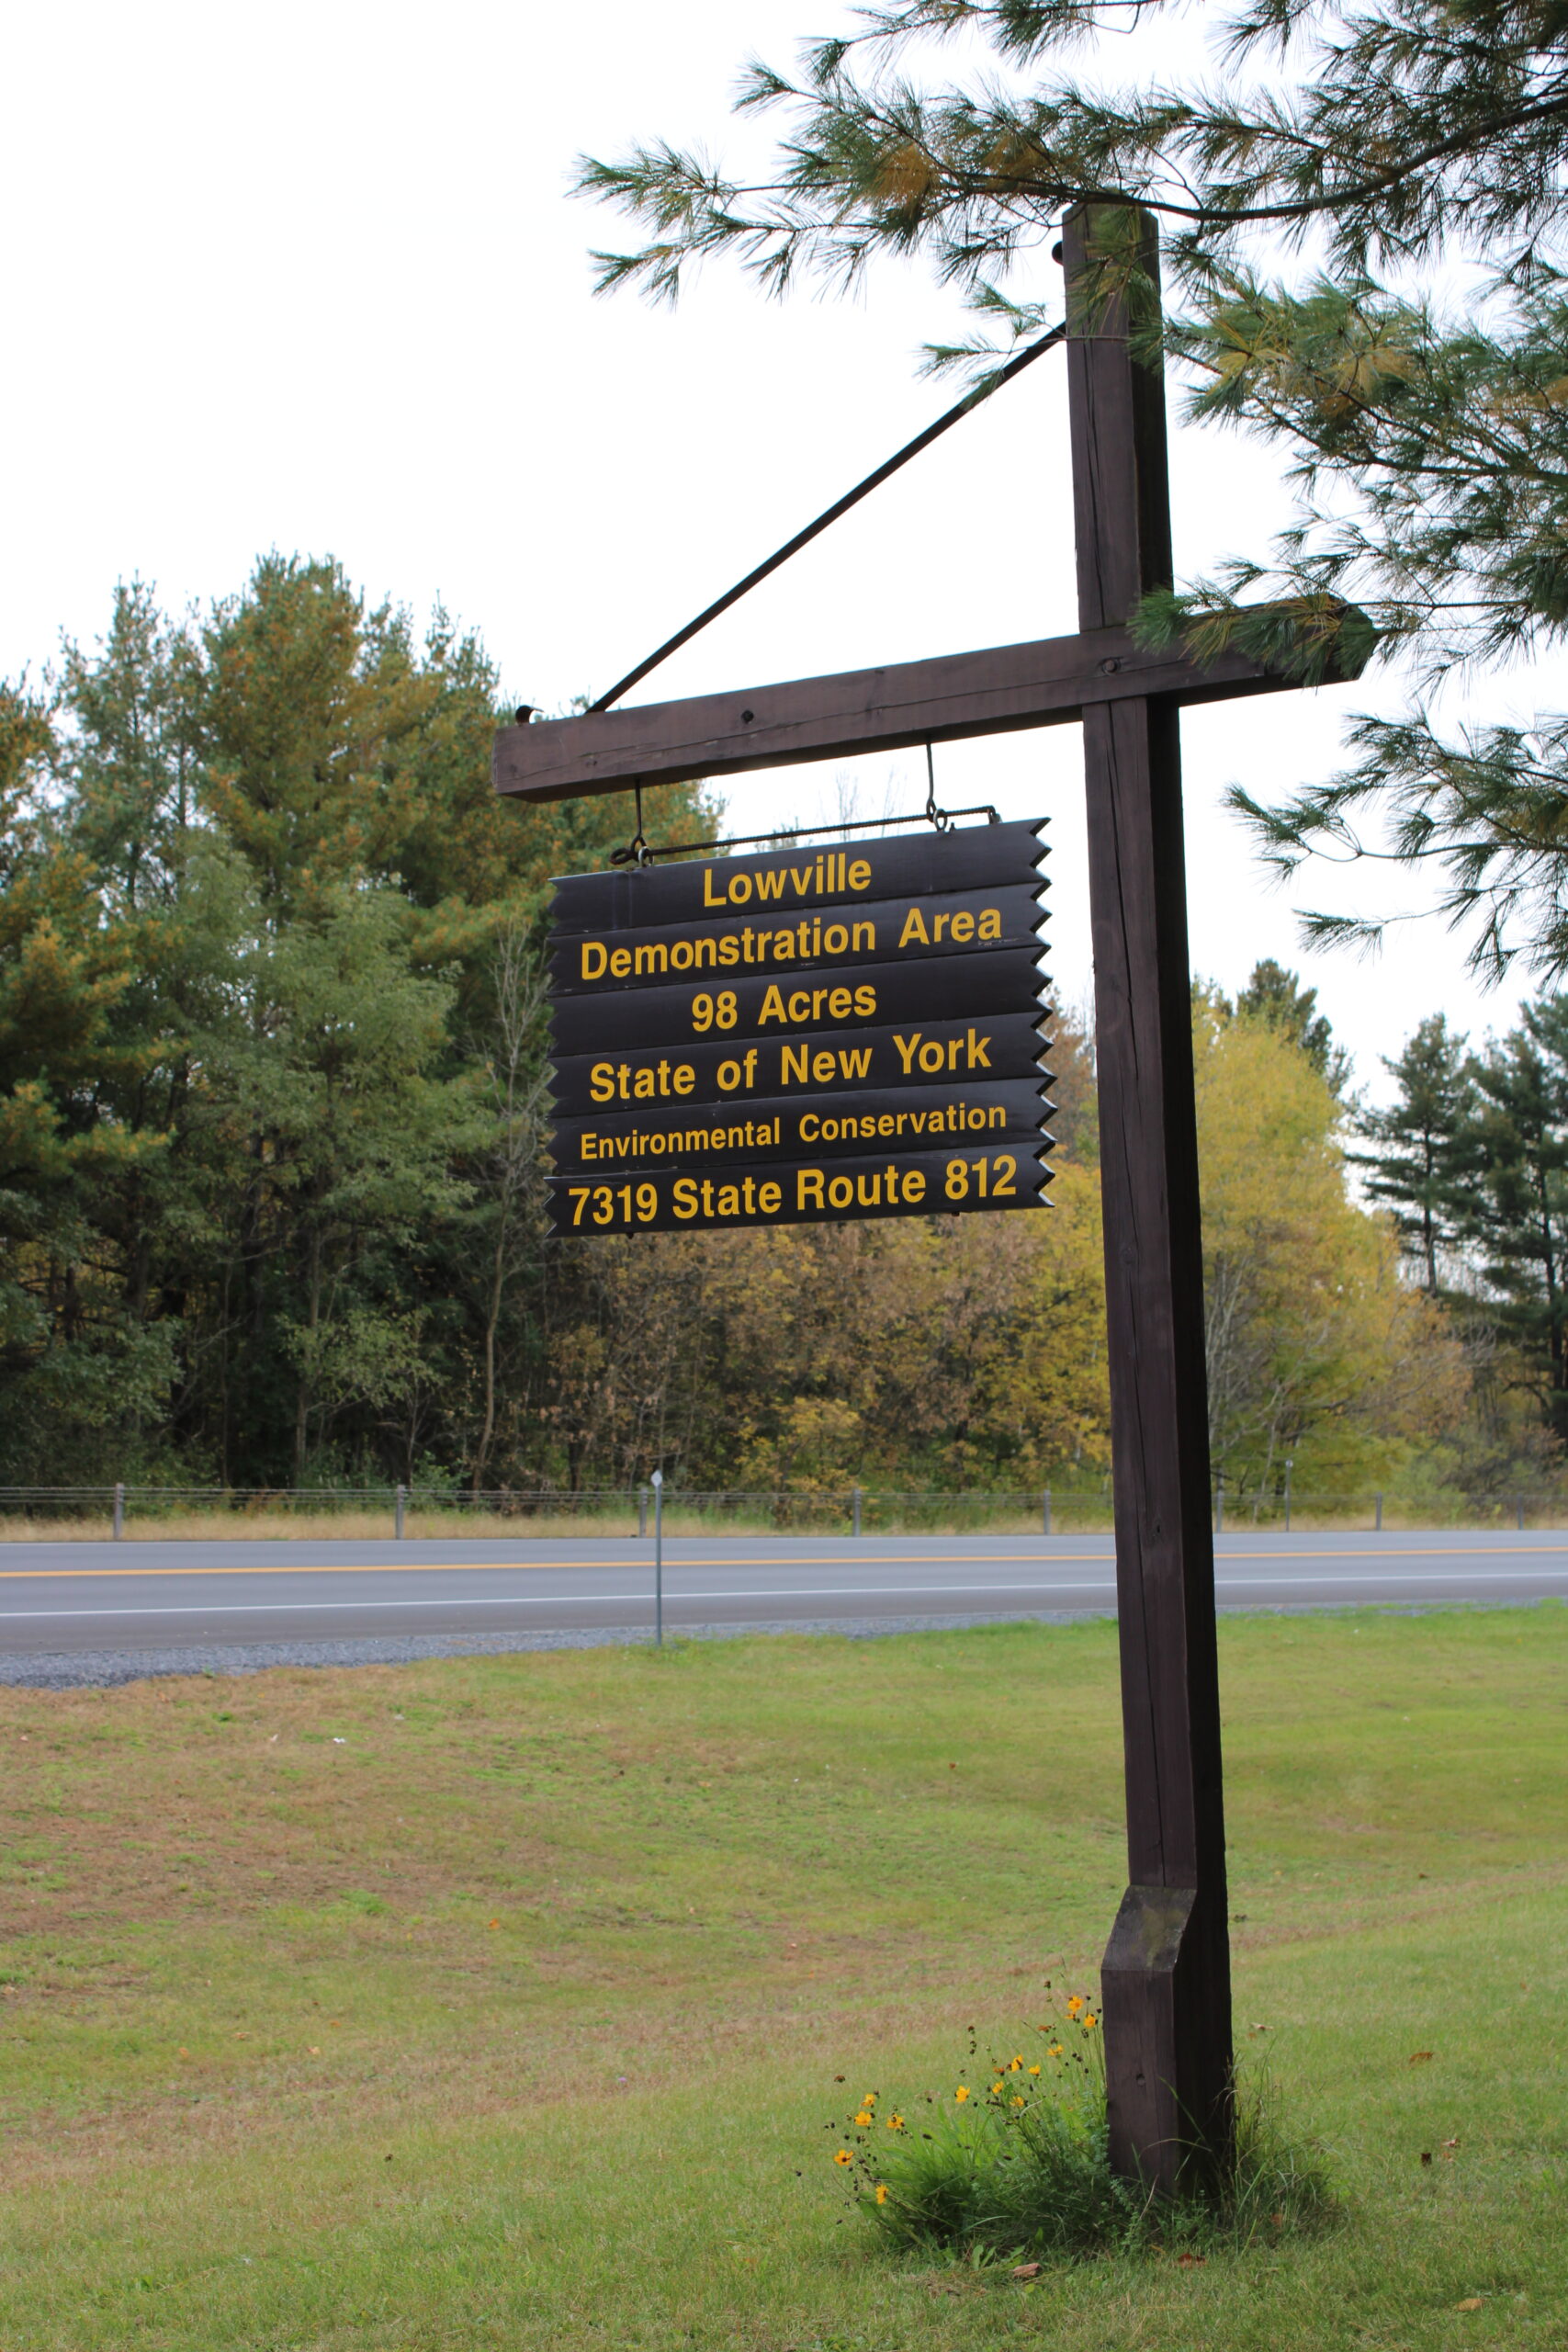 Lowville
Demonstration Area
98 Acres
State of New York
Environmental Conservation
7319 State Route 812